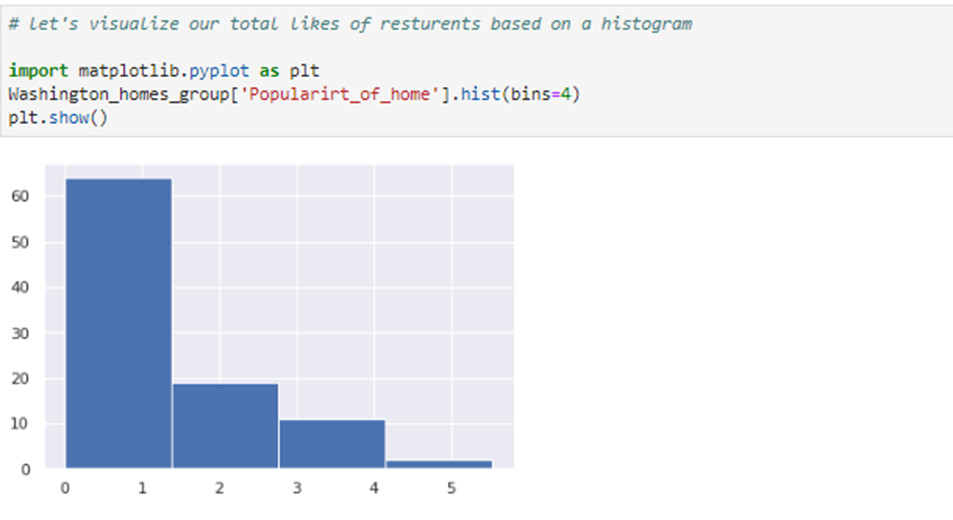 # let's visualize our total likes of resturents based on a histogram
import matplotlib.pyplot as plt
Washington_homes_group['Popularirt_of_home'].hist(bins=4)
plt.show()
60
50
40
30
20
10
0
0 1 2 3 4 5